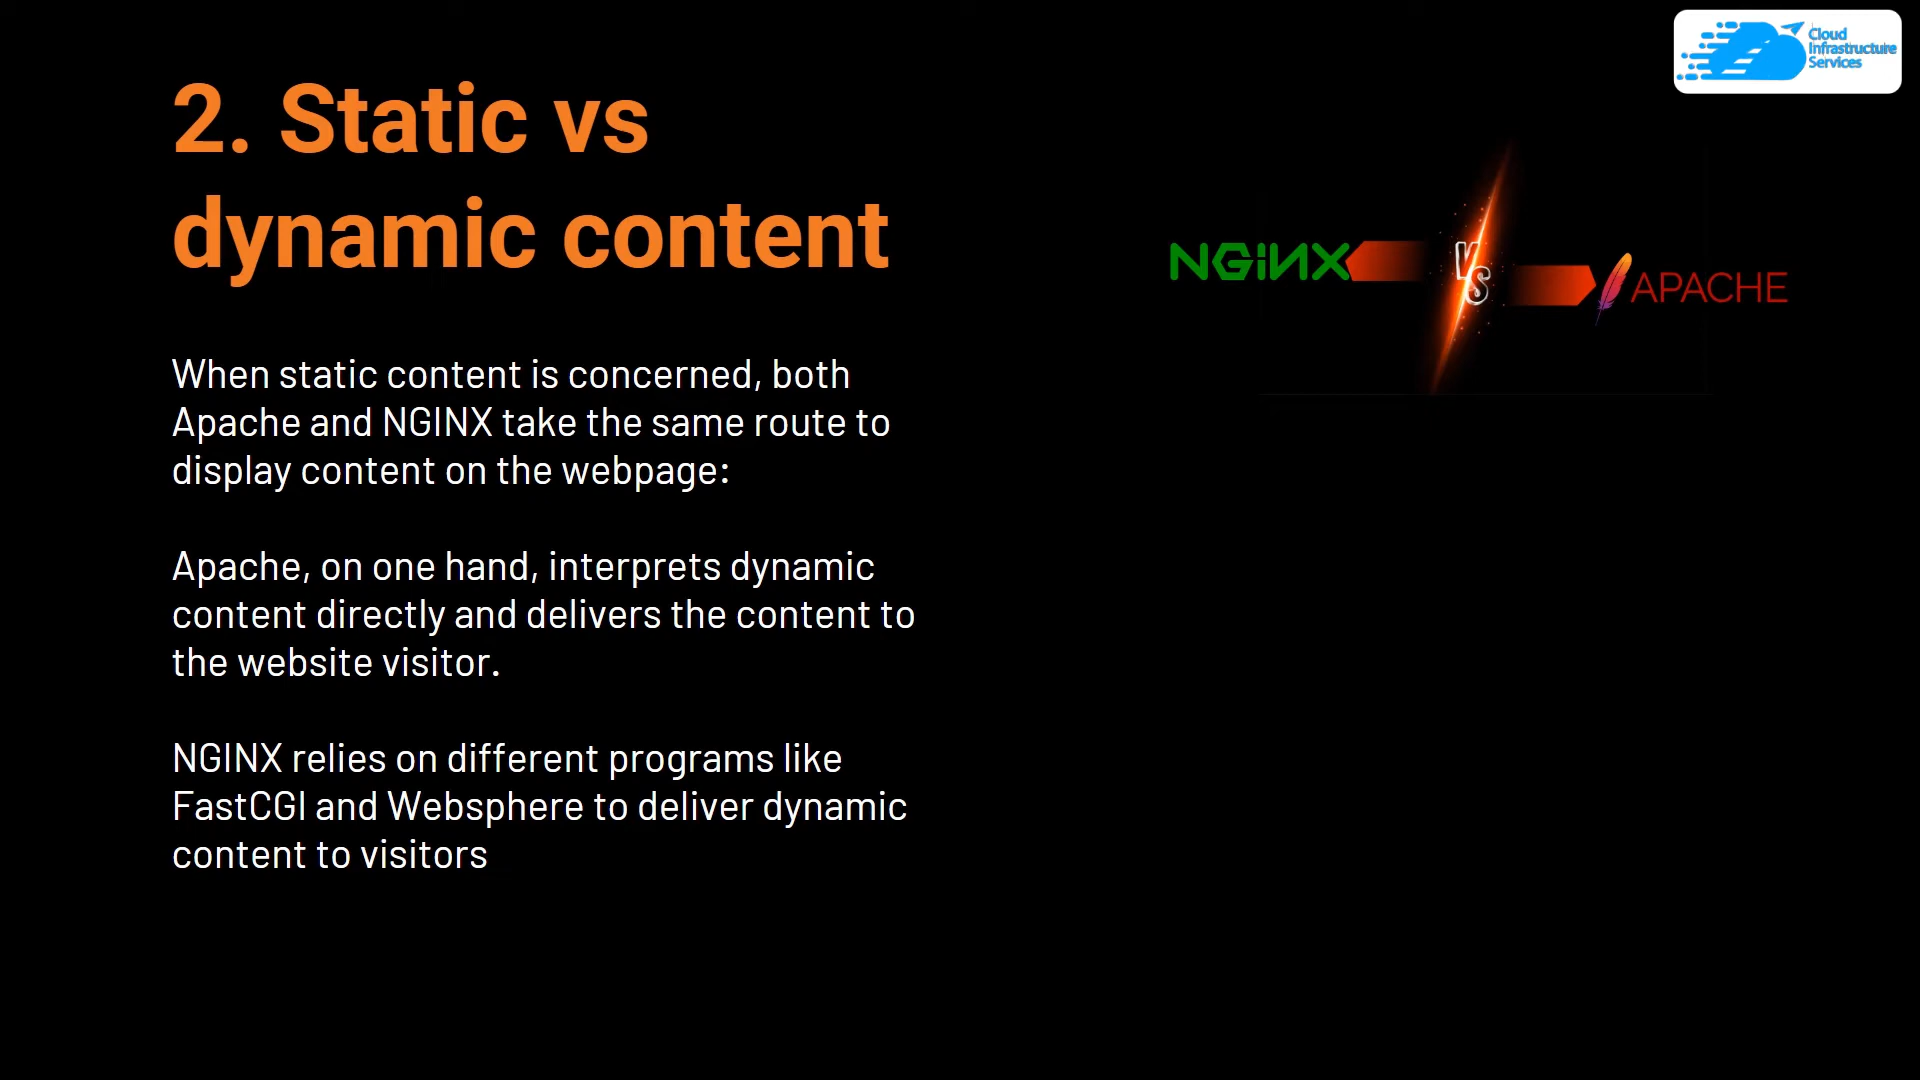 Cloud
Infrastructure
Services
2. Static vs
dynamic content
NGINX
VS
APACHE
When static content is concerned, both
Apache and NGINX take the same route to
display content on the webpage:
Apache, on one hand, interprets dynamic
content directly and delivers the content to
the website visitor.
NGINX relies on different programs like
FastCGI and Websphere to deliver dynamic
content to visitors